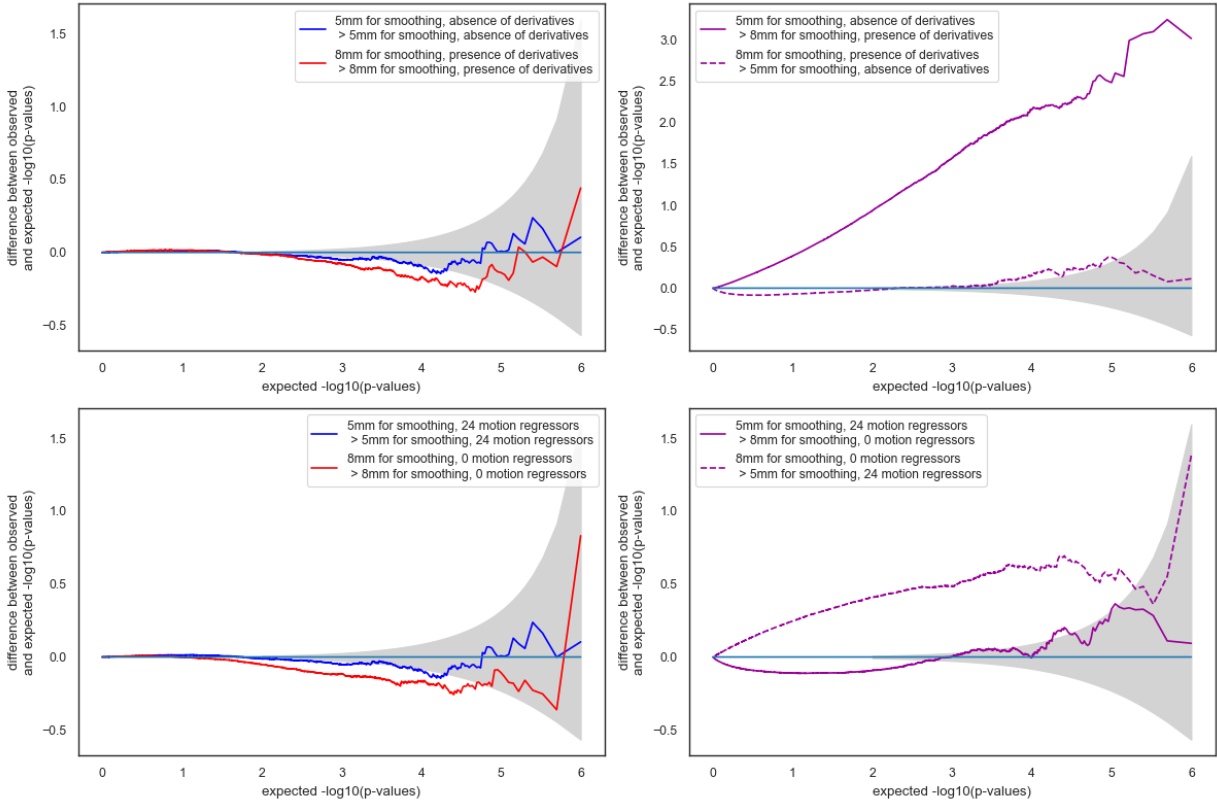 difference between observed
and expected -log10(p-values)
1.5
1.0
0.5
0.0
−0.5
5mm for smoothing, absence of derivatives
> 5mm for smoothing, absence of derivatives
8mm for smoothing, presence of derivatives
> 8mm for smoothing, presence of derivatives
0 1 2 3 4 5 6
expected -log10(p-values)
difference between observed
and expected -log10(p-values)
3.0
2.5
2.0
1.5
1.0
0.5
0.0
−0.5
5mm for smoothing, absence of derivatives
> 8mm for smoothing, presence of derivatives
8mm for smoothing, presence of derivatives
> 5mm for smoothing, absence of derivatives
0 1 2 3 4 5 6
expected -log10(p-values)
difference between observed
and expected -log10(p-values)
1.5
1.0
0.5
0.0
−0.5
5mm for smoothing, 24 motion regressors
> 5mm for smoothing, 24 motion regressors
8mm for smoothing, 0 motion regressors
> 8mm for smoothing, 0 motion regressors
0 1 2 3 4 5 6
expected -log10(p-values)
difference between observed
and expected -log10(p-values)
1.5
1.0
0.5
0.0
−0.5
5mm for smoothing, 24 motion regressors
> 8mm for smoothing, 0 motion regressors
8mm for smoothing, 0 motion regressors
> 5mm for smoothing, 24 motion regressors
0 1 2 3 4 5 6
expected -log10(p-values)